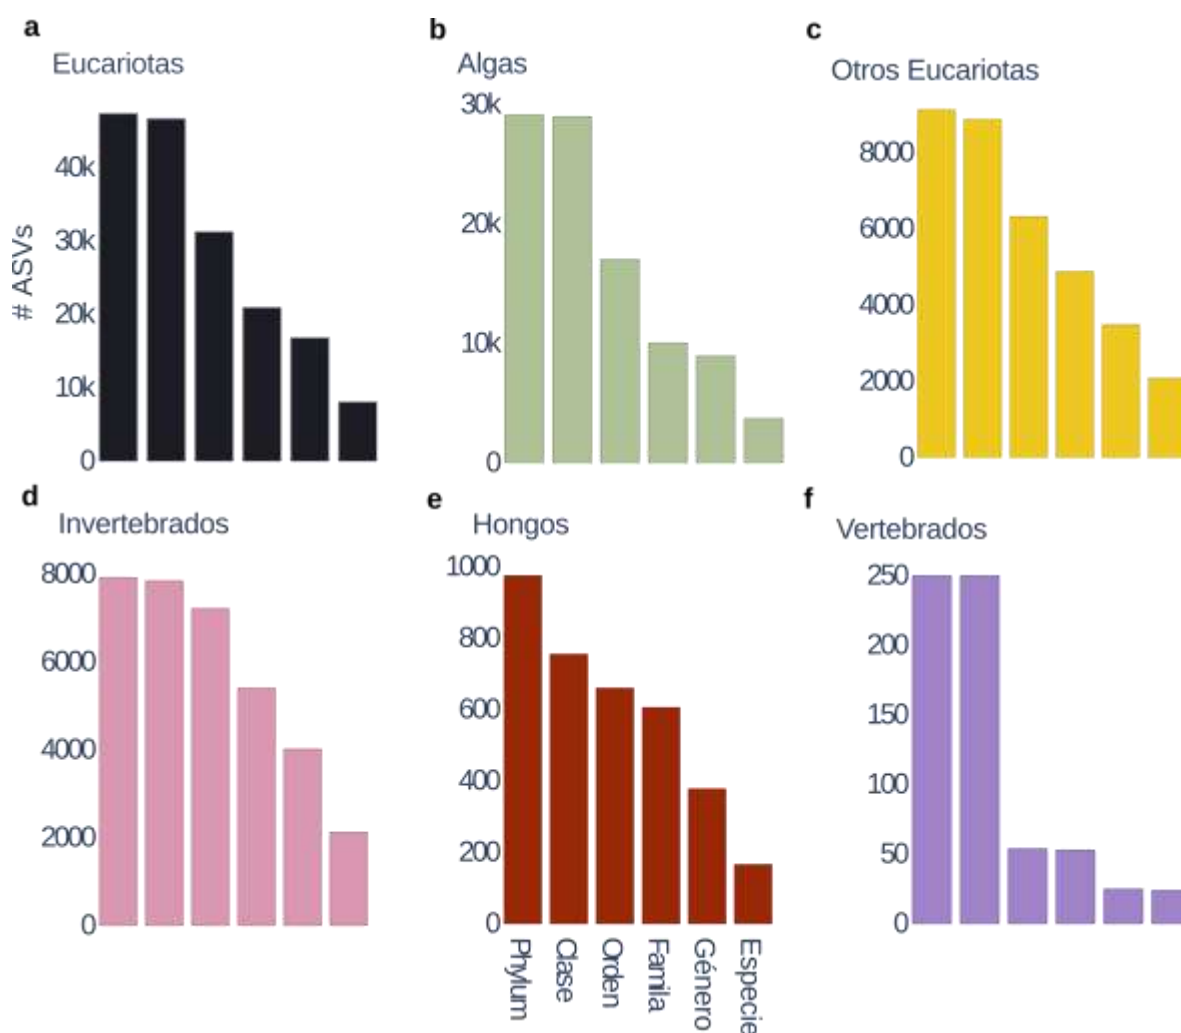 a
Eucariotas
# ASVs
40k
30k
20k
10k
0
b
Algas
30k
20k
10k
0
c
Otros Eucariotas
8000
6000
4000
2000
0
d
Invertebrados
8000
6000
4000
2000
0
e
Hongos
1000
800
600
400
200
0
Phylum
Clase
Orden
Famila
Género
Especie
f
Vertebrados
250
200
150
100
50
0